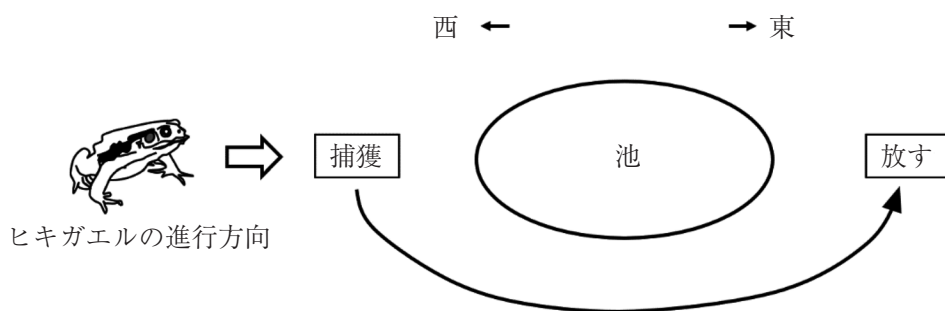 西 ← → 東
捕獲
池
放す
ヒキガエルの進行方向